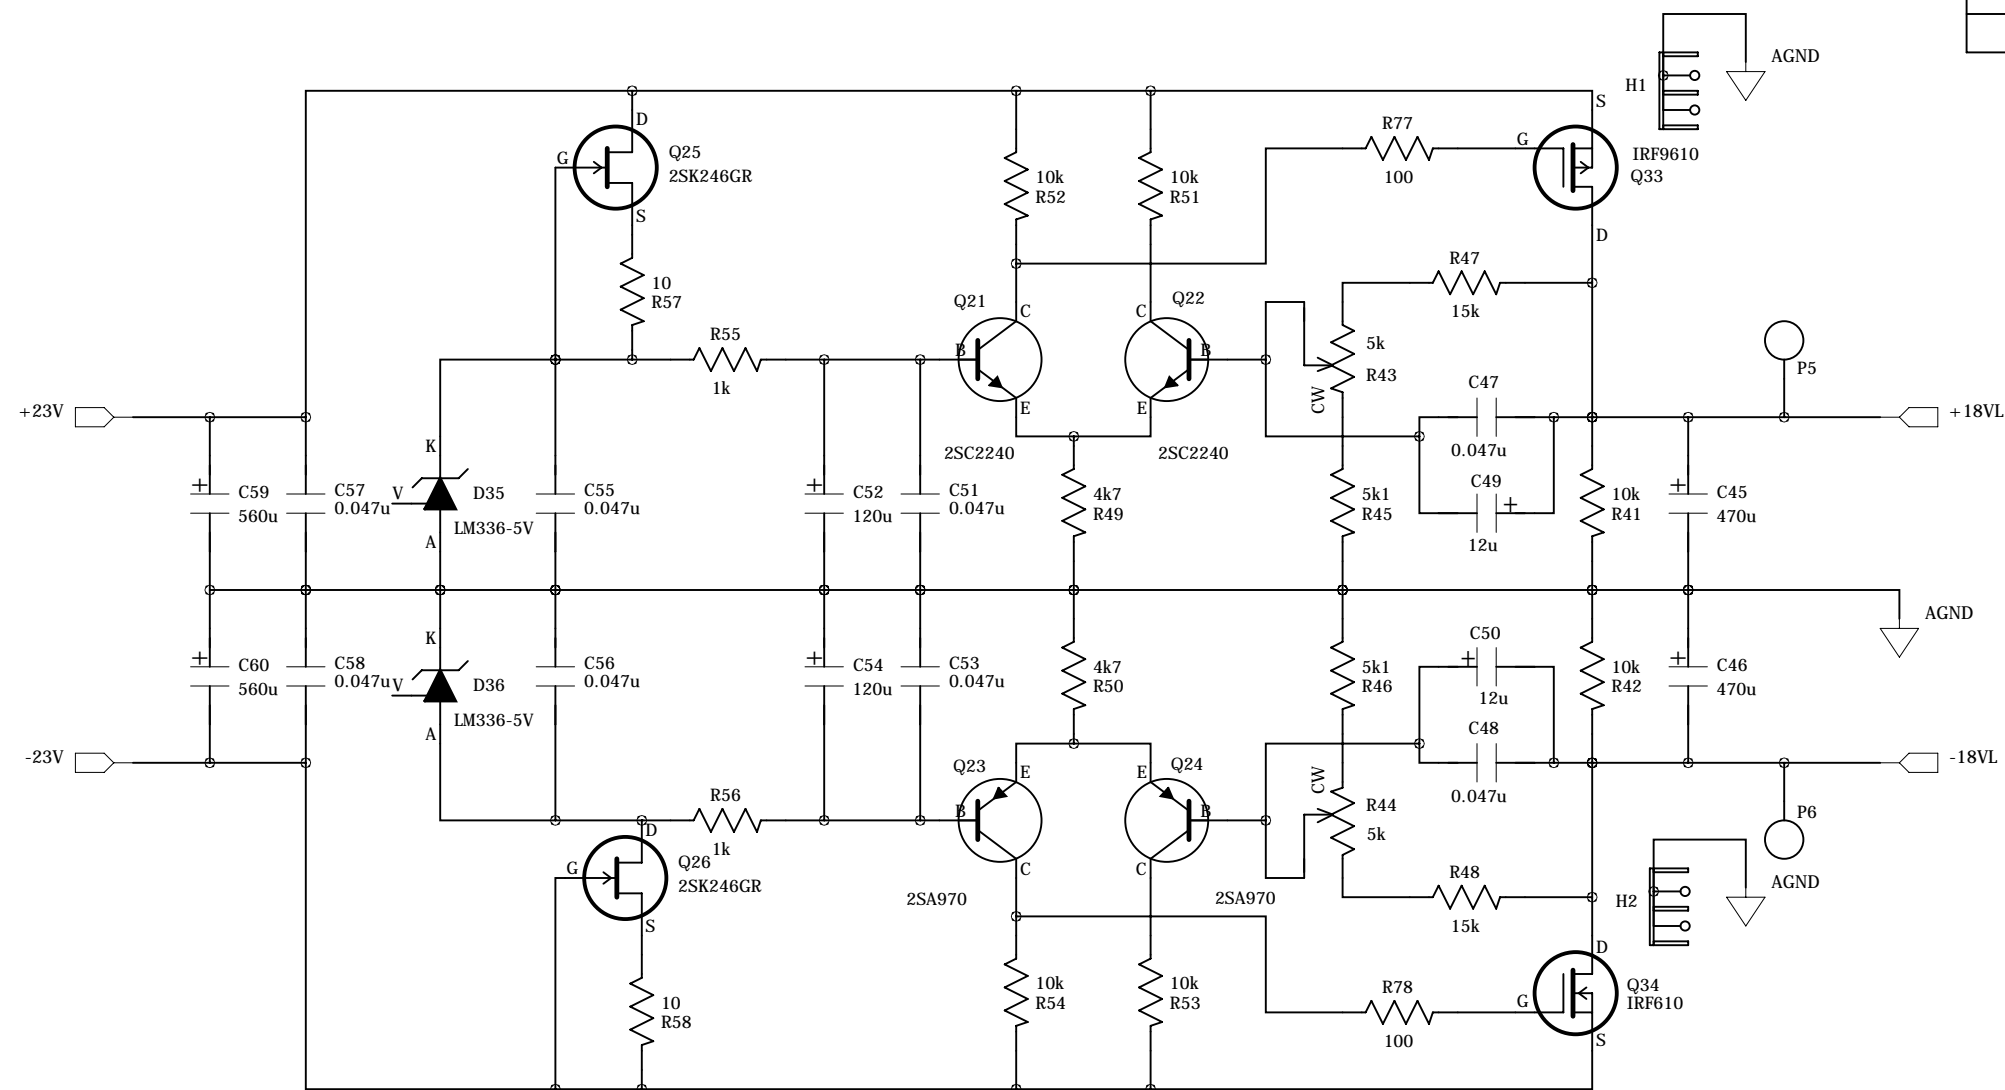 AGND
H1
S
D
R77
G
Q25
2SK246GR
G
10k
R52
10k
R51
100
IRF9610
Q33
S
D
R47
10
R57
15k
Q21
Q22
C
C
R55
5k
R43
B
B
1k
P5
C47
CW
E
E
+23V
+18VL
K
2SC2240
2SC2240
0.047u
C59
560u
C57
0.047u
V
D35
C55
0.047u
C52
120u
C51
0.047u
4k7
R49
5k1
R45
C49
10k
R41
C45
470u
LM336-5V
A
12u
AGND
K
C50
C60
560u
C58
0.047u
V
D36
C56
0.047u
C54
120u
C53
0.047u
4k7
R50
5k1
R46
10k
R42
C46
470u
12u
LM336-5V
A
C48
-23V
-18VL
Q23
E
E
Q24
CW
R56
0.047u
R44
5k
P6
B
B
D
1k
Q26
2SK246GR
G
C
C
R48
H2
AGND
2SA970
2SA970
15k
S
D
10
R58
10k
R54
10k
R53
R78
G
Q34
IRF610
100
S